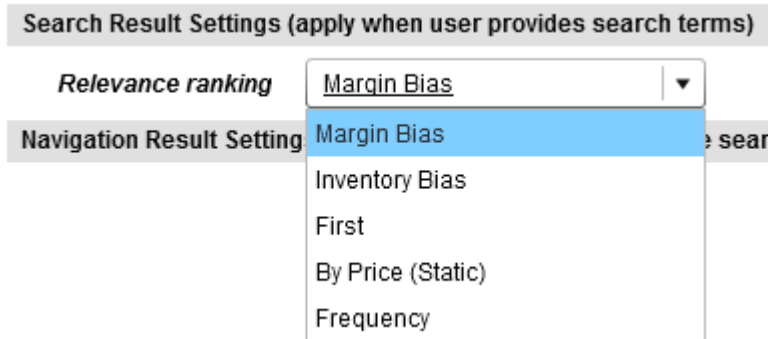 Search Result Settings (apply when user provides search terms)
Relevance ranking Margin Bias
Navigation Result Setting
Margin Bias
Inventory Bias
First
By Price (Static)
Frequency